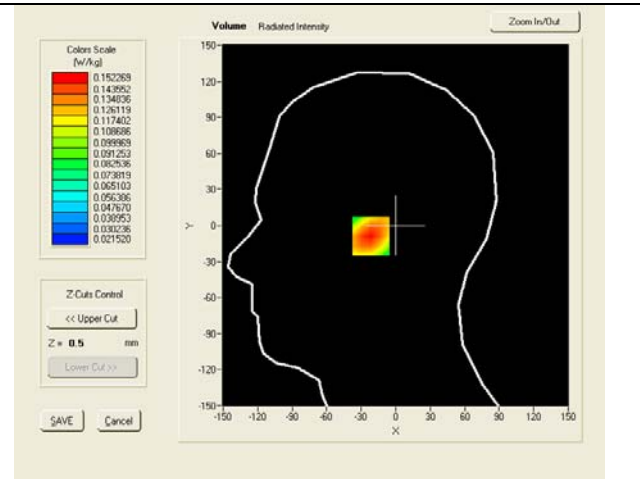 Volume Radiated Intensity
Zoom In/Out
Colors Scale
(W/kg)
0.152269
0.143552
0.134836
0.126119
0.117402
0.108686
0.099969
0.091253
0.082536
0.073819
0.065103
0.056386
0.047670
0.038953
0.030236
0.021520
Z-Cuts Control
<< Upper Cut
Z = 0.5 mm
Lower Cut >>
SAVE Cancel
150
120
90
60
30
0
-30
-60
-90
-120
-150
Y
-150 -120 -90 -60 -30 0 30 60 90 120 150
X